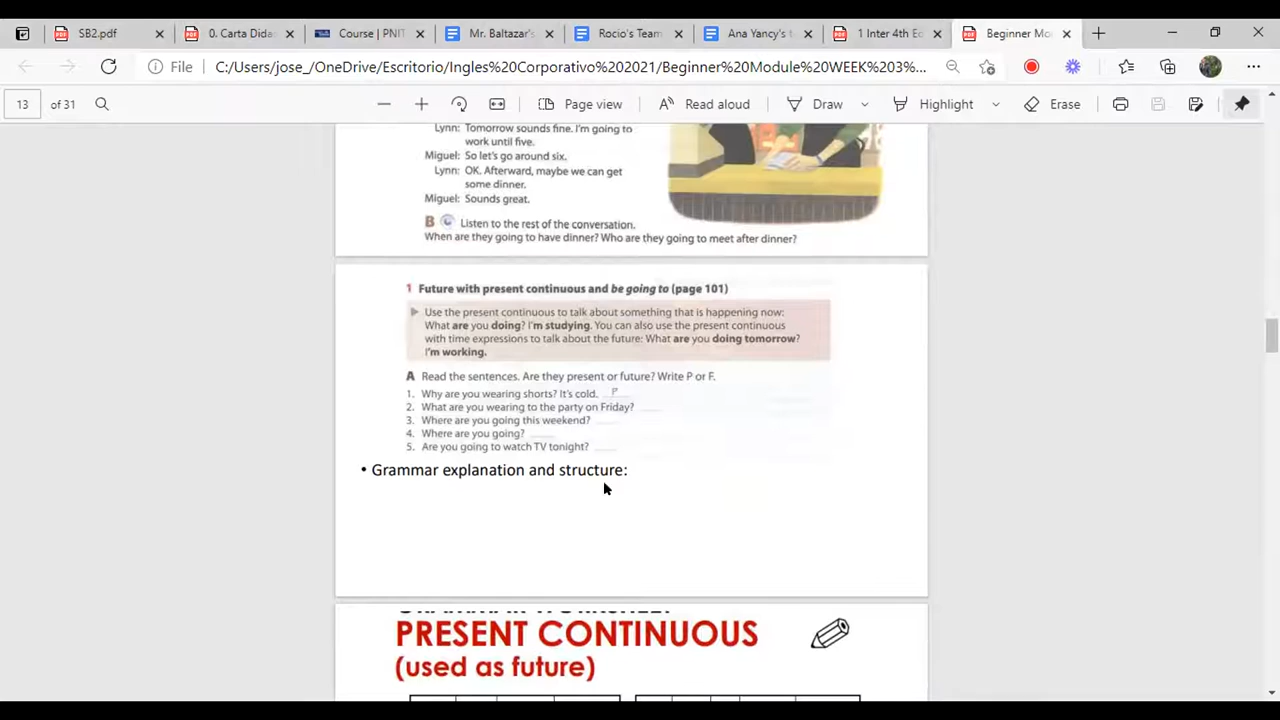 SB2.pdf
0. Carta Didac
Course | PNIT
Mr. Baltazar's
Rocio's Team
Ana Yancy's t
1 Inter 4th Ed
Beginner Mo
File
C:/Users/jose_/OneDrive/Escritorio/Ingles%20Corporativo%202021/Beginner%20Module%20WEEK%203%...
13 of 31
Page view
Read aloud
Draw
Highlight
Erase
Lynn: Tomorrow sounds fine. I'm going to
work until five.
Miguel: So let's go around six.
Lynn: OK. Afterward, maybe we can get
some dinner.
Miguel: Sounds great.
B Listen to the rest of the conversation.
When are they going to have dinner? Who are they going to meet after dinner?
1 Future with present continuous and be going to (page 101)
Use the present continuous to talk about something that is happening now:
What are you doing? I'm studying. You can also use the present continuous
with time expressions to talk about the future: What are you doing tomorrow?
I'm working.
A Read the sentences. Are they present or future? Write P or F.
1. Why are you wearing shorts? It's cold. P
2. What are you wearing to the party on Friday?
3. Where are you going this weekend?
4. Where are you going?
5. Are you going to watch TV tonight?
• Grammar explanation and structure:
GRAMMAR WORKSHEET
PRESENT CONTINUOUS
(used as future)